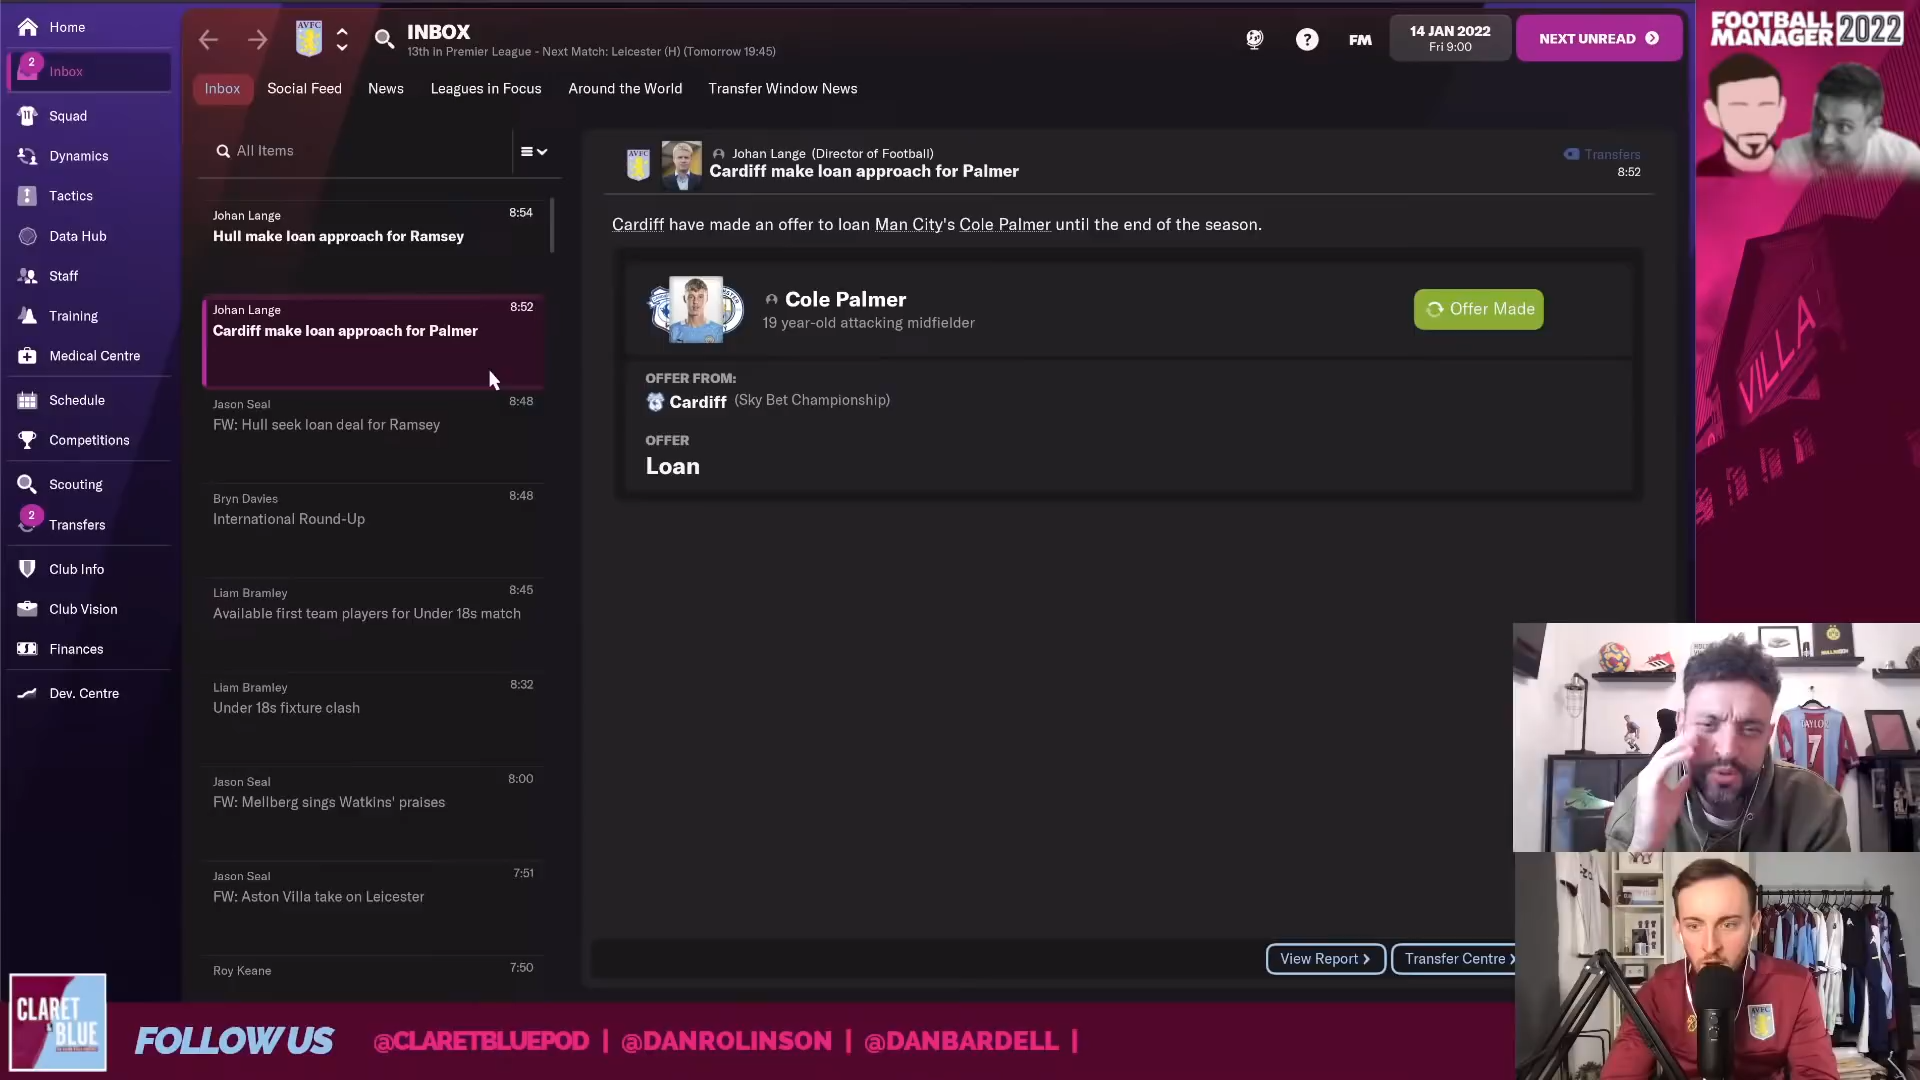 Home
2
Inbox
Squad
Dynamics
Tactics
Data Hub
Staff
Training
Medical Centre
Schedule
Competitions
Scouting
2
Transfers
Club Info
Club Vision
Finances
Dev. Centre
AVFC
INBOX
13th in Premier League - Next Match: Leicester (H) (Tomorrow 19:45)
?
FM
14 JAN 2022
Fri 9:00
NEXT UNREAD
Inbox Social Feed News Leagues in Focus Around the World Transfer Window News
All Items
Johan Lange 8:54
Hull make loan approach for Ramsey
Johan Lange 8:52
Cardiff make loan approach for Palmer
Jason Seal 8:48
FW: Hull seek loan deal for Ramsey
Bryn Davies 8:48
International Round-Up
Liam Bramley 8:45
Available first team players for Under 18s match
Liam Bramley 8:32
Under 18s fixture clash
Jason Seal 8:00
FW: Mellberg sings Watkins' praises
Jason Seal 7:51
FW: Aston Villa take on Leicester
Roy Keane 7:50
AVFC
Johan Lange (Director of Football)
Cardiff make loan approach for Palmer
Transfers
8:52
Cardiff have made an offer to loan Man City's Cole Palmer until the end of the season.
Cole Palmer
19 year-old attacking midfielder
Offer Made
OFFER FROM:
Cardiff (Sky Bet Championship)
OFFER
Loan
View Report
Transfer Centre
FOOTBALL
MANAGER 2022
VILLA
TAYLOR
7
CLARET
& BLUE
FOLLOW US
@CLARETBLUEPOD | @DANROLINSON | @DANBARDELL |